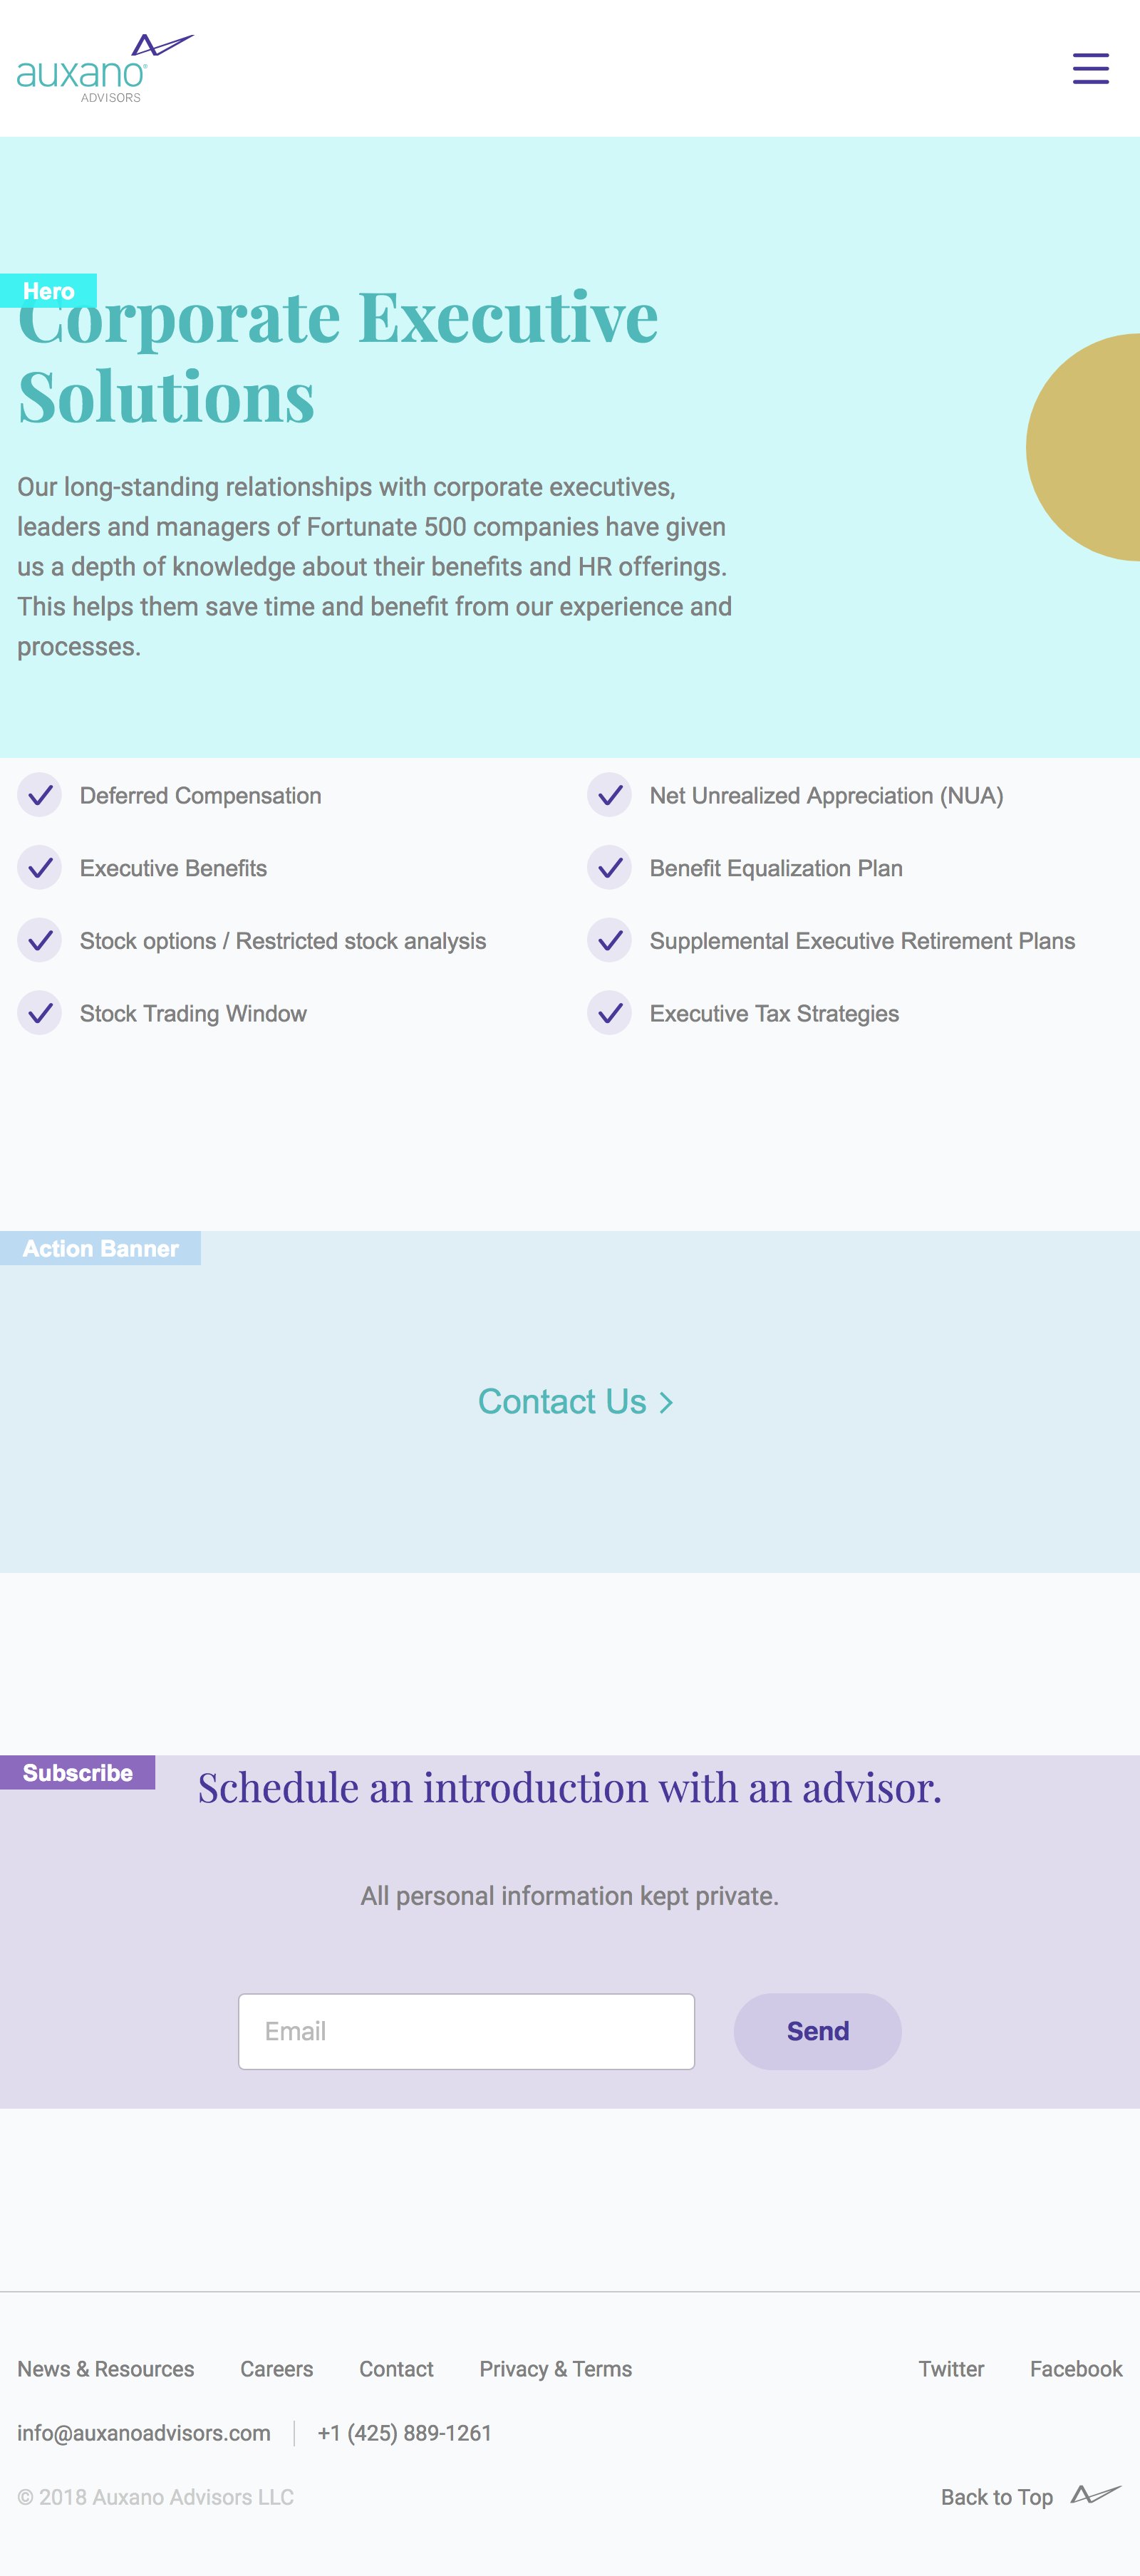 auxano®
ADVISORS
Hero
Corporate Executive
Solutions
Our long-standing relationships with corporate executives,
leaders and managers of Fortunate 500 companies have given
us a depth of knowledge about their benefits and HR offerings.
This helps them save time and benefit from our experience and
processes.
Deferred Compensation
Net Unrealized Appreciation (NUA)
Executive Benefits
Benefit Equalization Plan
Stock options / Restricted stock analysis
Supplemental Executive Retirement Plans
Stock Trading Window
Executive Tax Strategies
Action Banner
Contact Us >
Subscribe
Schedule an introduction with an advisor.
All personal information kept private.
Email
Send
News & Resources Careers Contact Privacy & Terms Twitter Facebook
info@auxanoadvisors.com | +1 (425) 889-1261
© 2018 Auxano Advisors LLC Back to Top